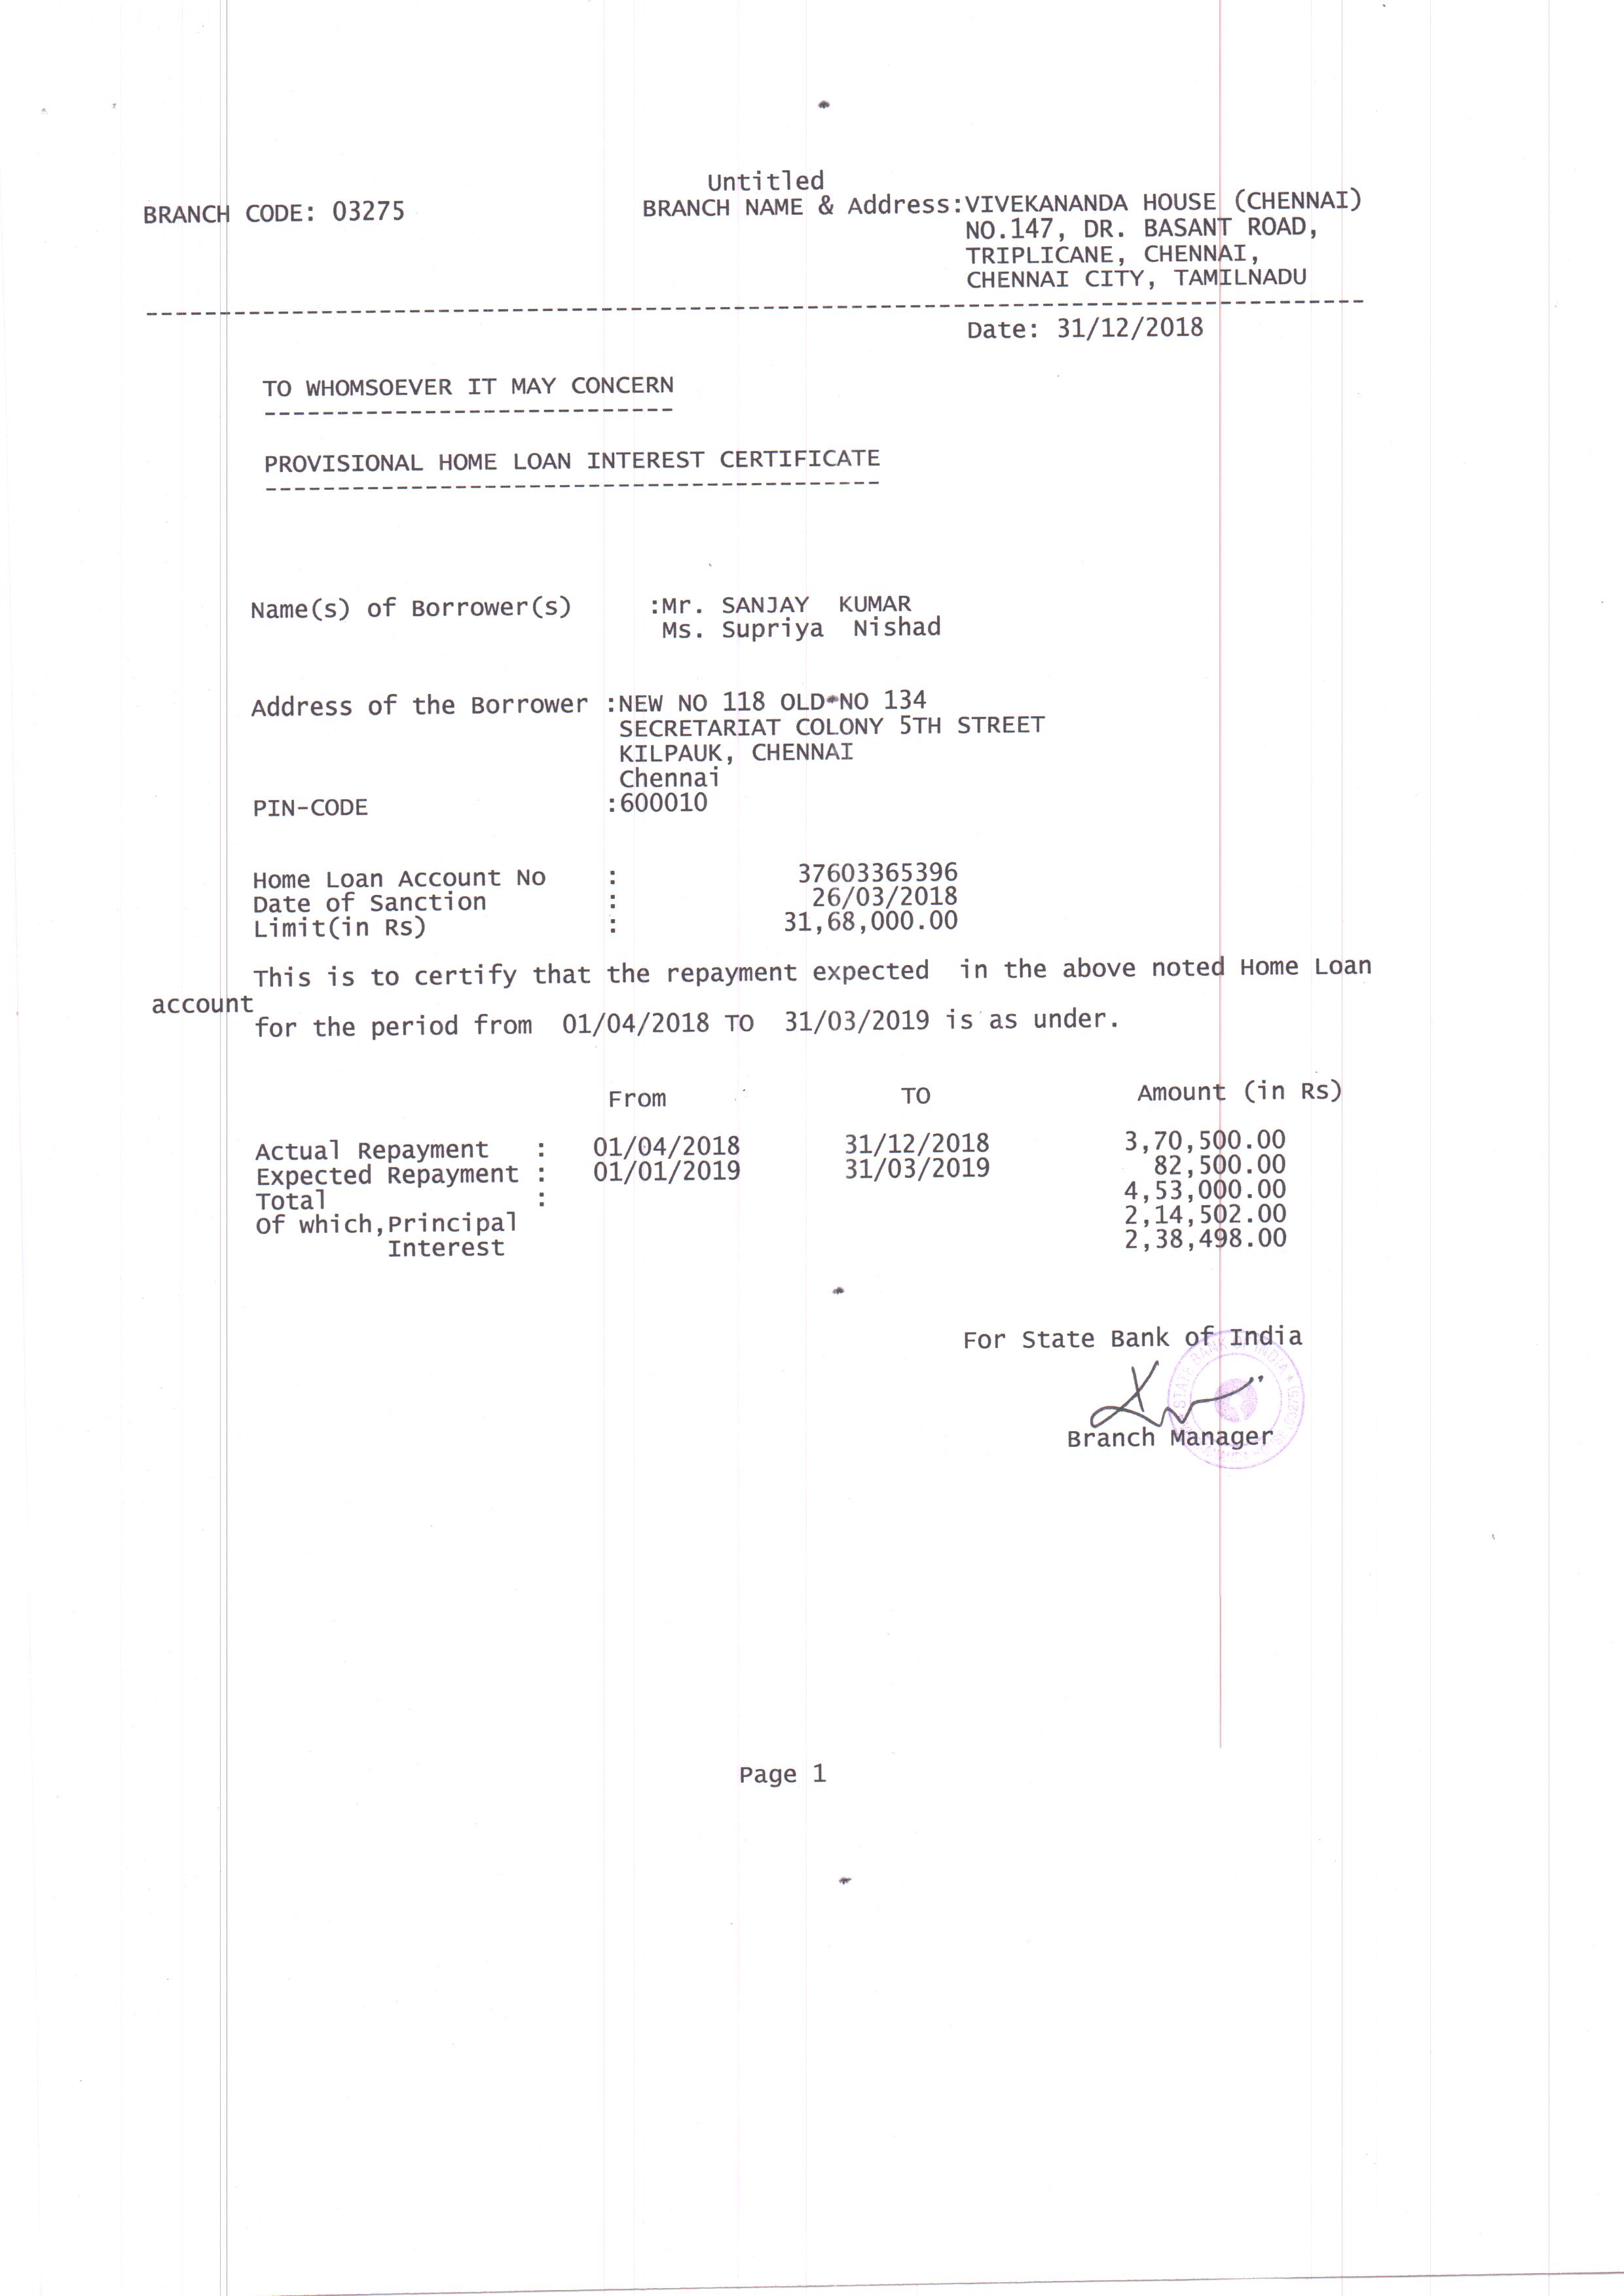 Untitled
BRANCH CODE: 03275 BRANCH NAME & Address:VIVEKANANDA HOUSE (CHENNAI)
NO.147, DR. BASANT ROAD,
TRIPLICANE, CHENNAI,
CHENNAI CITY, TAMILNADU
Date: 31/12/2018
TO WHOMSOEVER IT MAY CONCERN
PROVISIONAL HOME LOAN INTEREST CERTIFICATE
Name(s) of Borrower(s) :Mr. SANJAY KUMAR
Ms. Supriya Nishad
Address of the Borrower :NEW NO 118 OLD NO 134
SECRETARIAT COLONY 5TH STREET
KILPAUK, CHENNAI
Chennai
PIN-CODE :600010
Home Loan Account No : 37603365396
Date of Sanction : 26/03/2018
Limit(in Rs) : 31,68,000.00
This is to certify that the repayment expected in the above noted Home Loan
account
for the period from 01/04/2018 TO 31/03/2019 is as under.
From TO Amount (in Rs)
Actual Repayment : 01/04/2018 31/12/2018 3,70,500.00
Expected Repayment : 01/01/2019 31/03/2019 82,500.00
Total : 4,53,000.00
Of which,Principal 2,14,502.00
Interest 2,38,498.00
For State Bank of India
STATE BANK OF INDIA
Branch Manager
Page 1